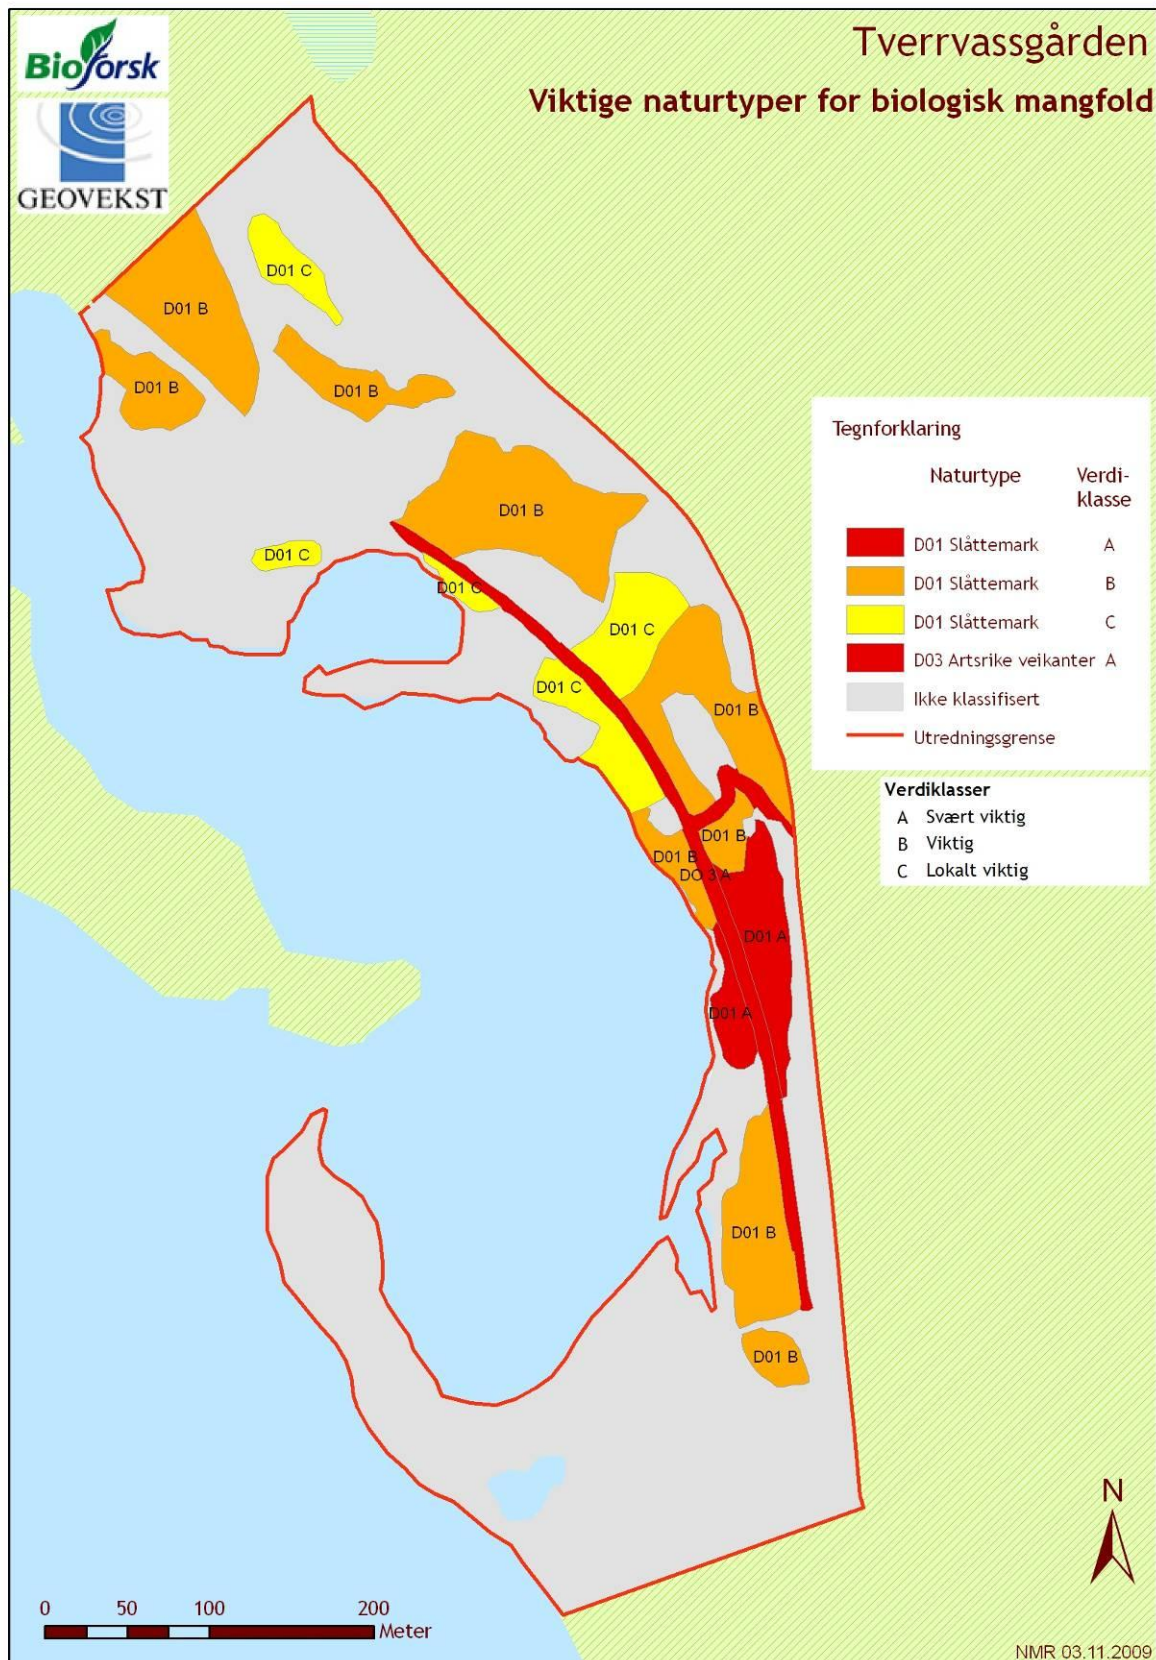 Bioforsk
GEOVEKST
Tverrvassgården
Viktige naturtyper for biologisk mangfold
D01 C
D01 B
D01 B
D01 B
D01 B
D01 C
D01 C
D01 C
D01 C
D01 B
D01 B
D01 B
DO 3 A
D01 A
D01 A
D01 B
D01 B
Tegnforklaring
Naturtype Verdi-
klasse
D01 Slåttemark A
D01 Slåttemark B
D01 Slåttemark C
D03 Artsrike veikanter A
Ikke klassifisert
Utredningsgrense
Verdiklasser
A Svært viktig
B Viktig
C Lokalt viktig
N
0 50 100 200
Meter
NMR 03.11.2009